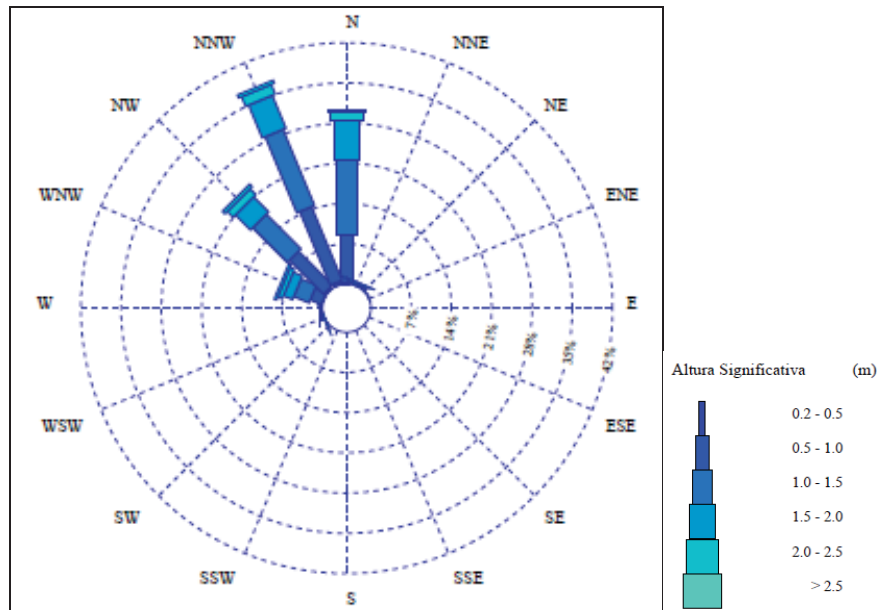 N
NNW
NNE
NW
NE
WNW
ENE
W
E
7%
14%
21%
28%
35%
42%
WSW
ESE
SW
SE
SSW
SSE
S
Altura Significativa (m)
0.2 - 0.5
0.5 - 1.0
1.0 - 1.5
1.5 - 2.0
2.0 - 2.5
> 2.5